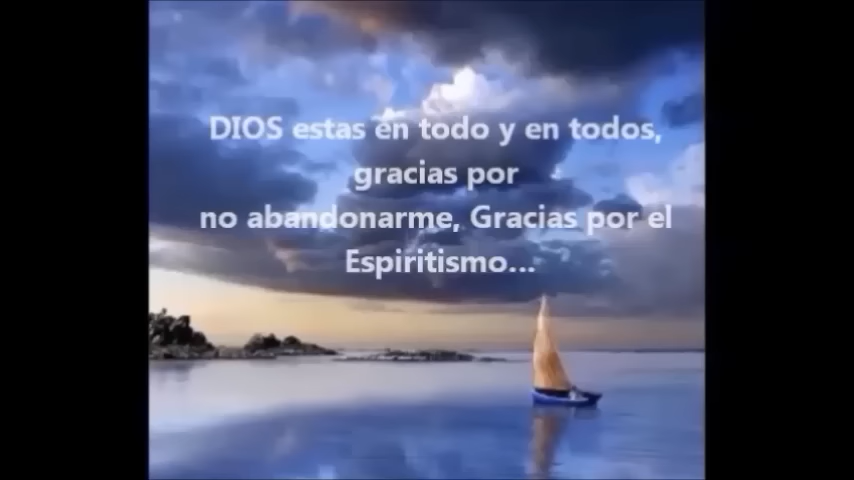 DIOS estas en todo y en todos,
gracias por
no abandonarme, Gracias por el
Espiritismo...